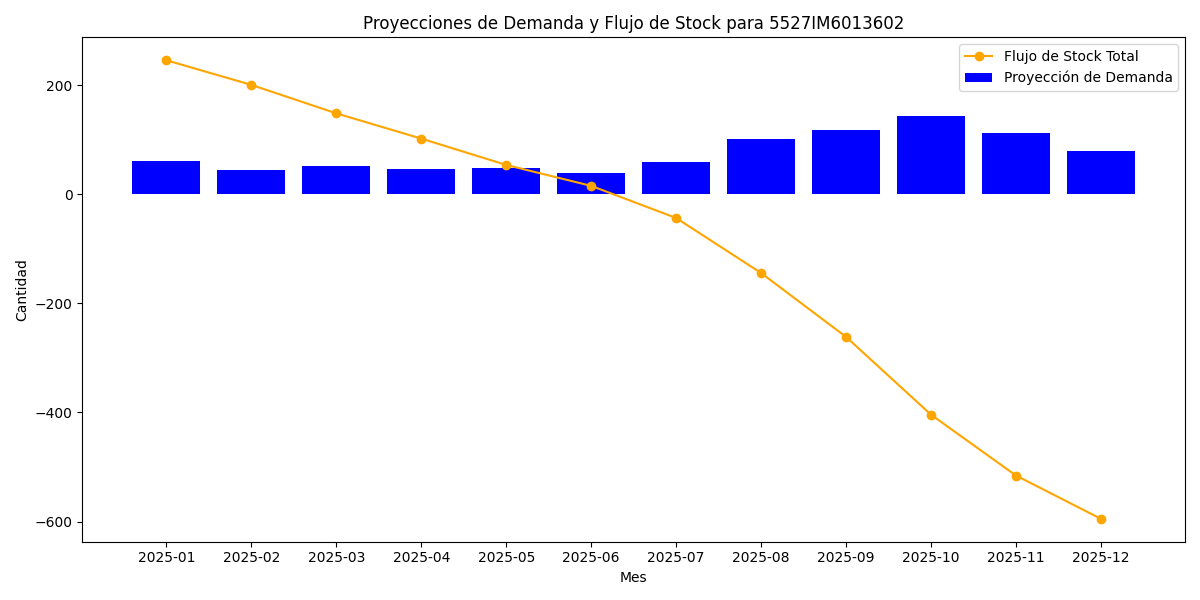 Proyecciones de Demanda y Flujo de Stock para 5527IM6013602
Flujo de Stock Total
Proyección de Demanda
Cantidad
200
0
−200
−400
−600
2025-01 2025-02 2025-03 2025-04 2025-05 2025-06 2025-07 2025-08 2025-09 2025-10 2025-11 2025-12
Mes